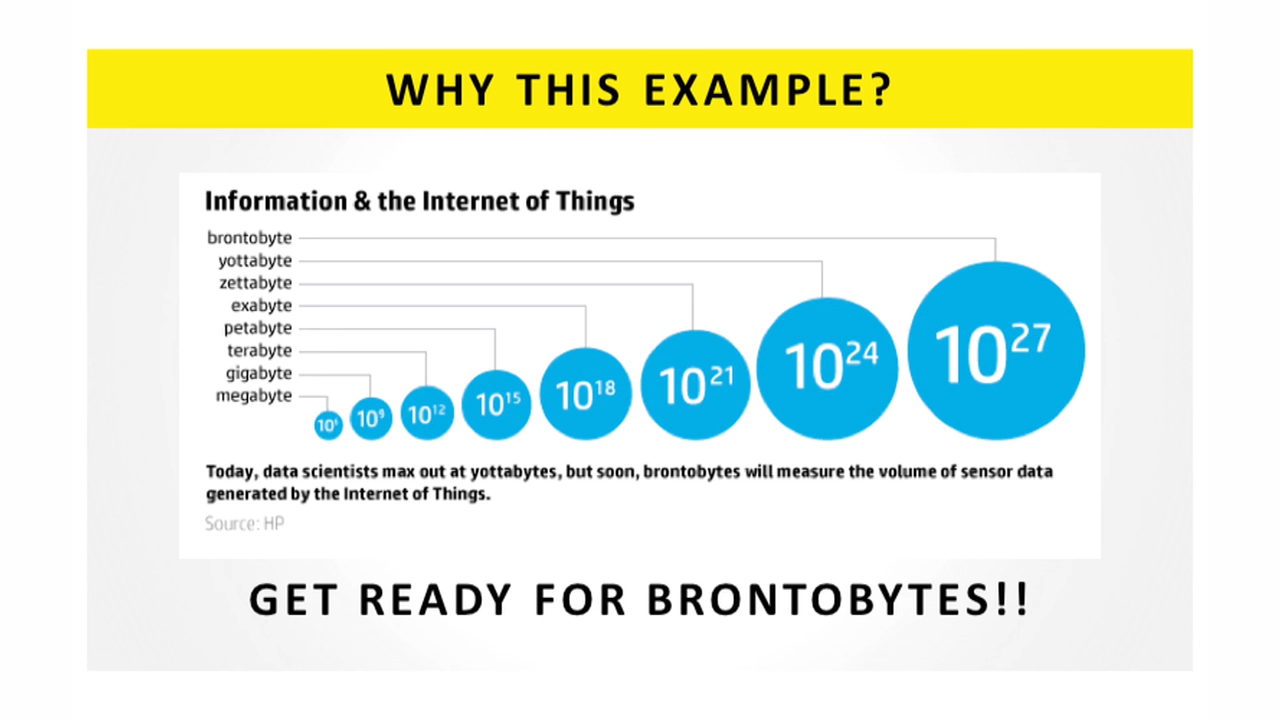 WHY THIS EXAMPLE?
Information & the Internet of Things
brontobyte
yottabyte
zettabyte
exabyte
petabyte
terabyte
gigabyte
megabyte
10⁶ 10⁹ 10¹² 10¹⁵ 10¹⁸ 10²¹ 10²⁴ 10²⁷
Today, data scientists max out at yottabytes, but soon, brontobytes will measure the volume of sensor data
generated by the Internet of Things.
Source: HP
GET READY FOR BRONTOBYTES!!